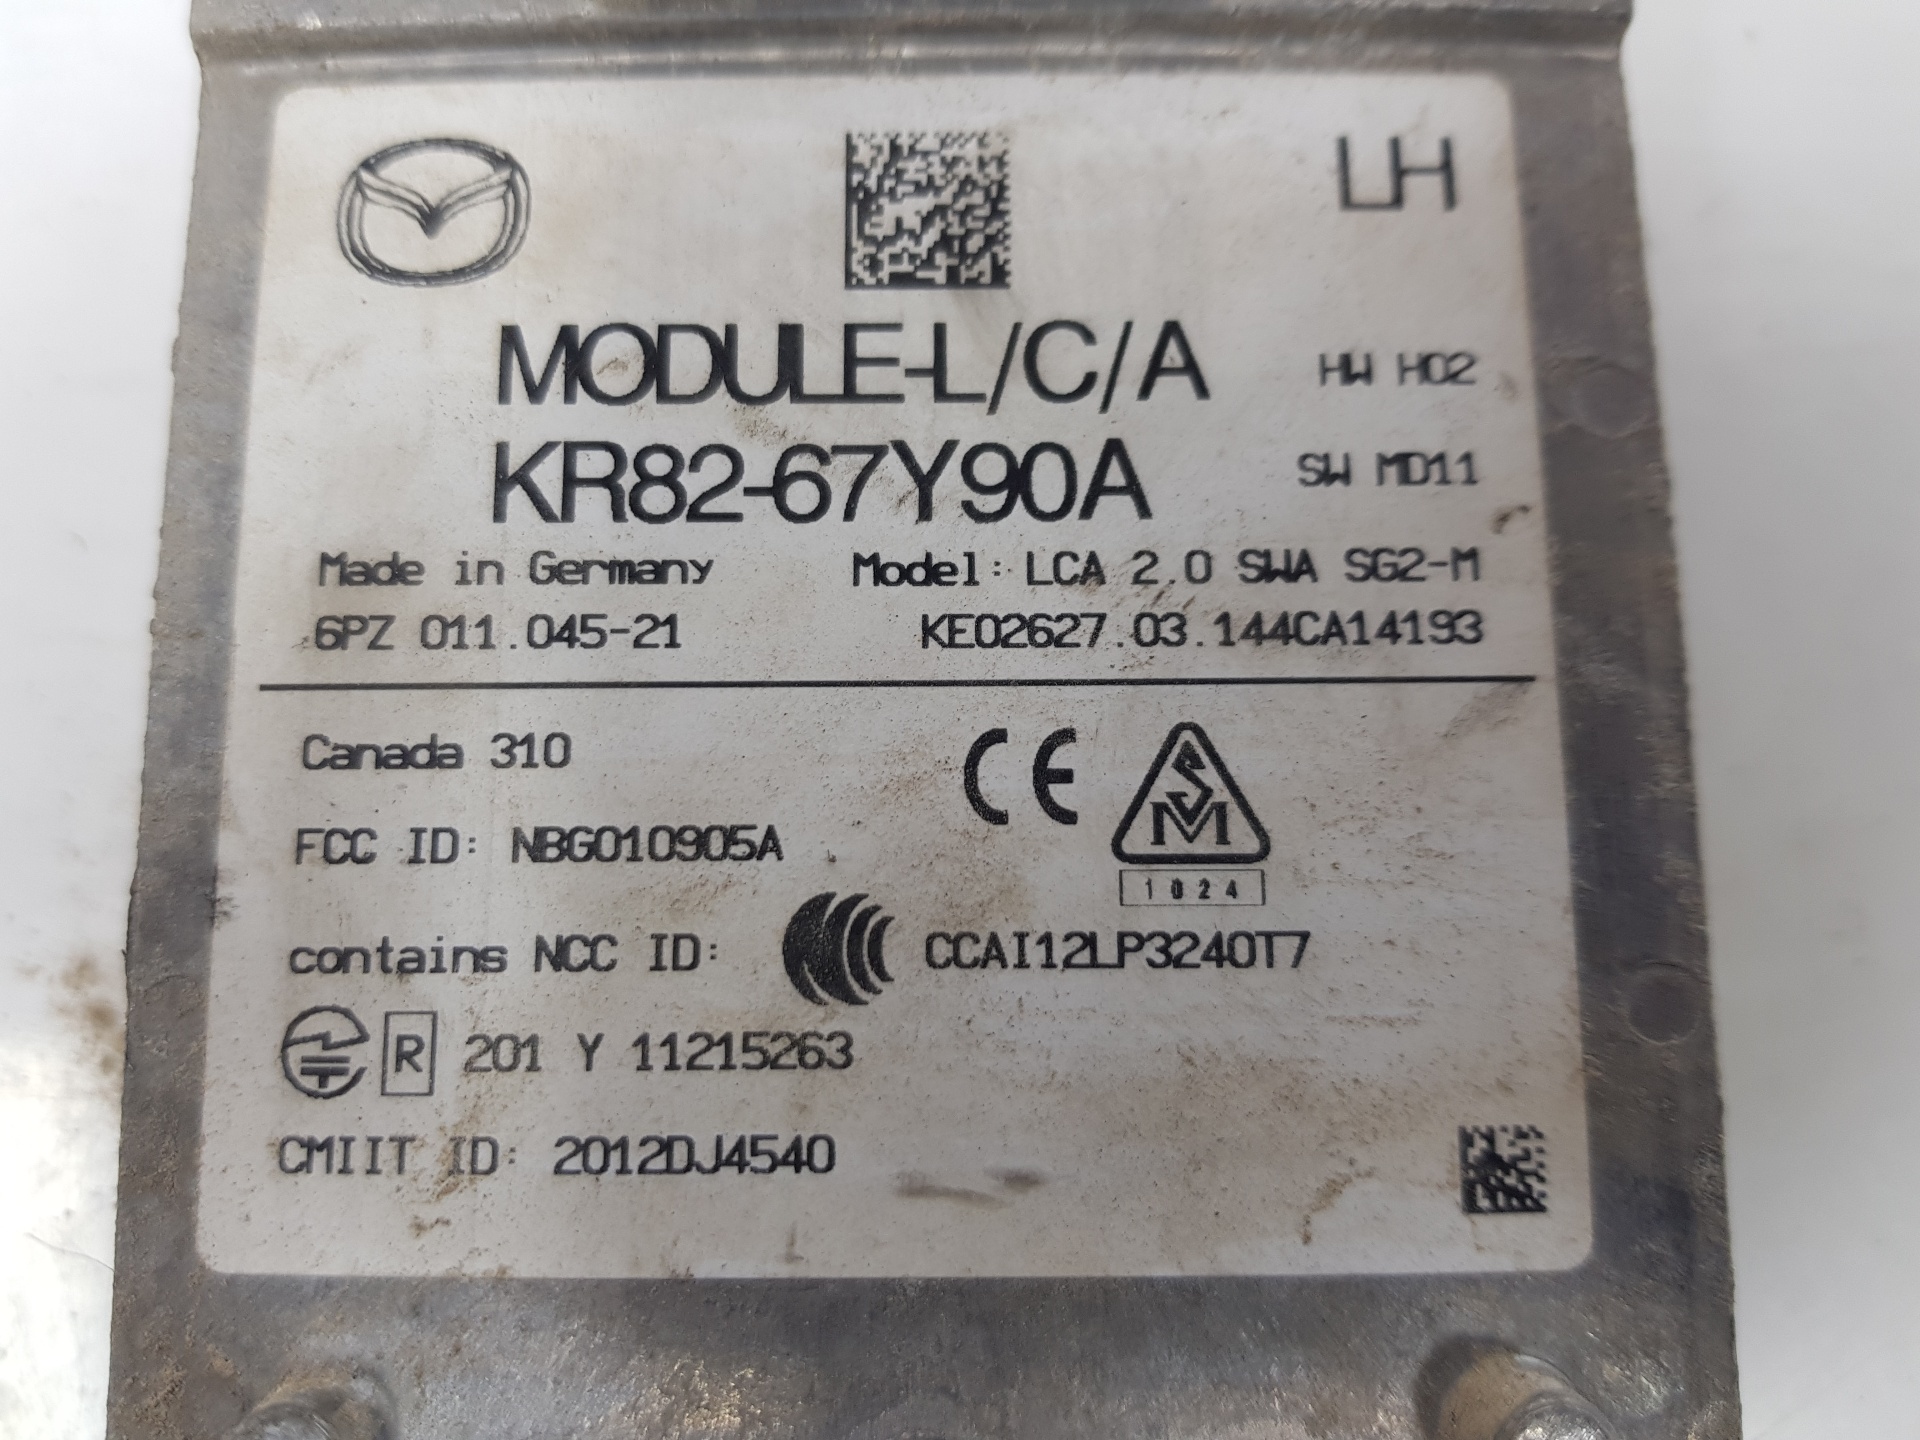 LH
MODULE-L/C/A
HW H02
KR82-67Y90A
SW MD11
Made in Germany
Model: LCA 2.0 SWA SG2-M
6PZ 011.045-21
KE02627.03.144CA14193
Canada 310
CE
SM
FCC ID: NBG010905A
1024
contains NCC ID:
CCAI12LP3240T7
R 201 Y 11215263
CMIIT ID: 2012DJ4540